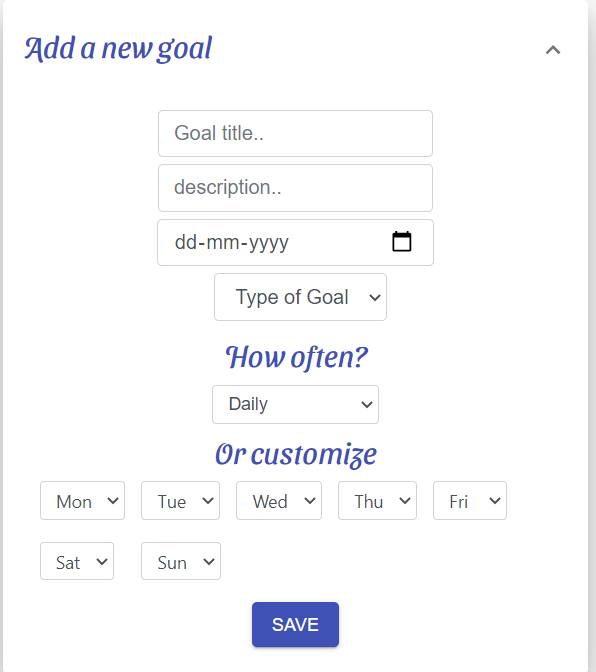 Add a new goal
Goal title..
description..
dd-mm-yyyy
Type of Goal
How often?
Daily
Or customize
Mon Tue Wed Thu Fri
Sat Sun
SAVE